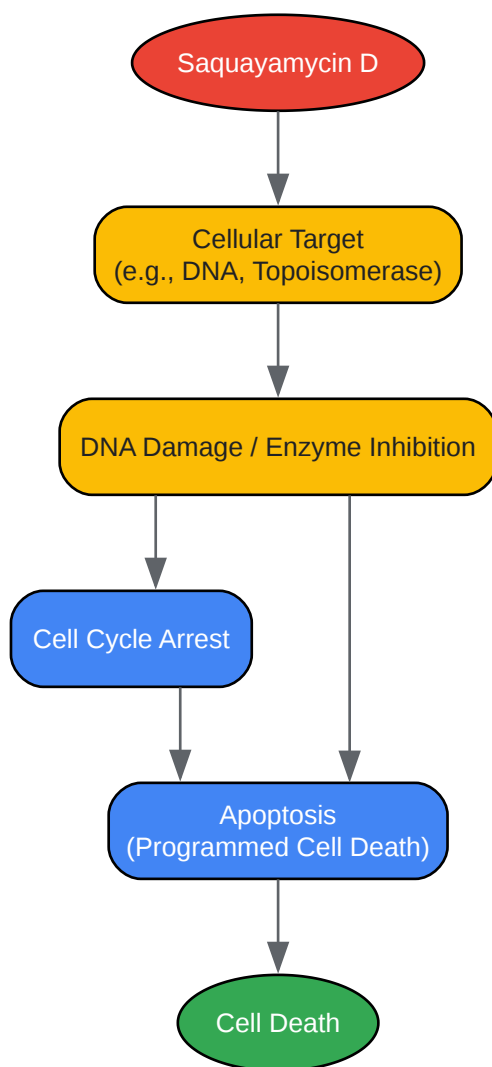 Saquayamycin D
Cellular Target
(e.g., DNA, Topoisomerase)
DNA Damage / Enzyme Inhibition
Cell Cycle Arrest
Apoptosis
(Programmed Cell Death)
Cell Death